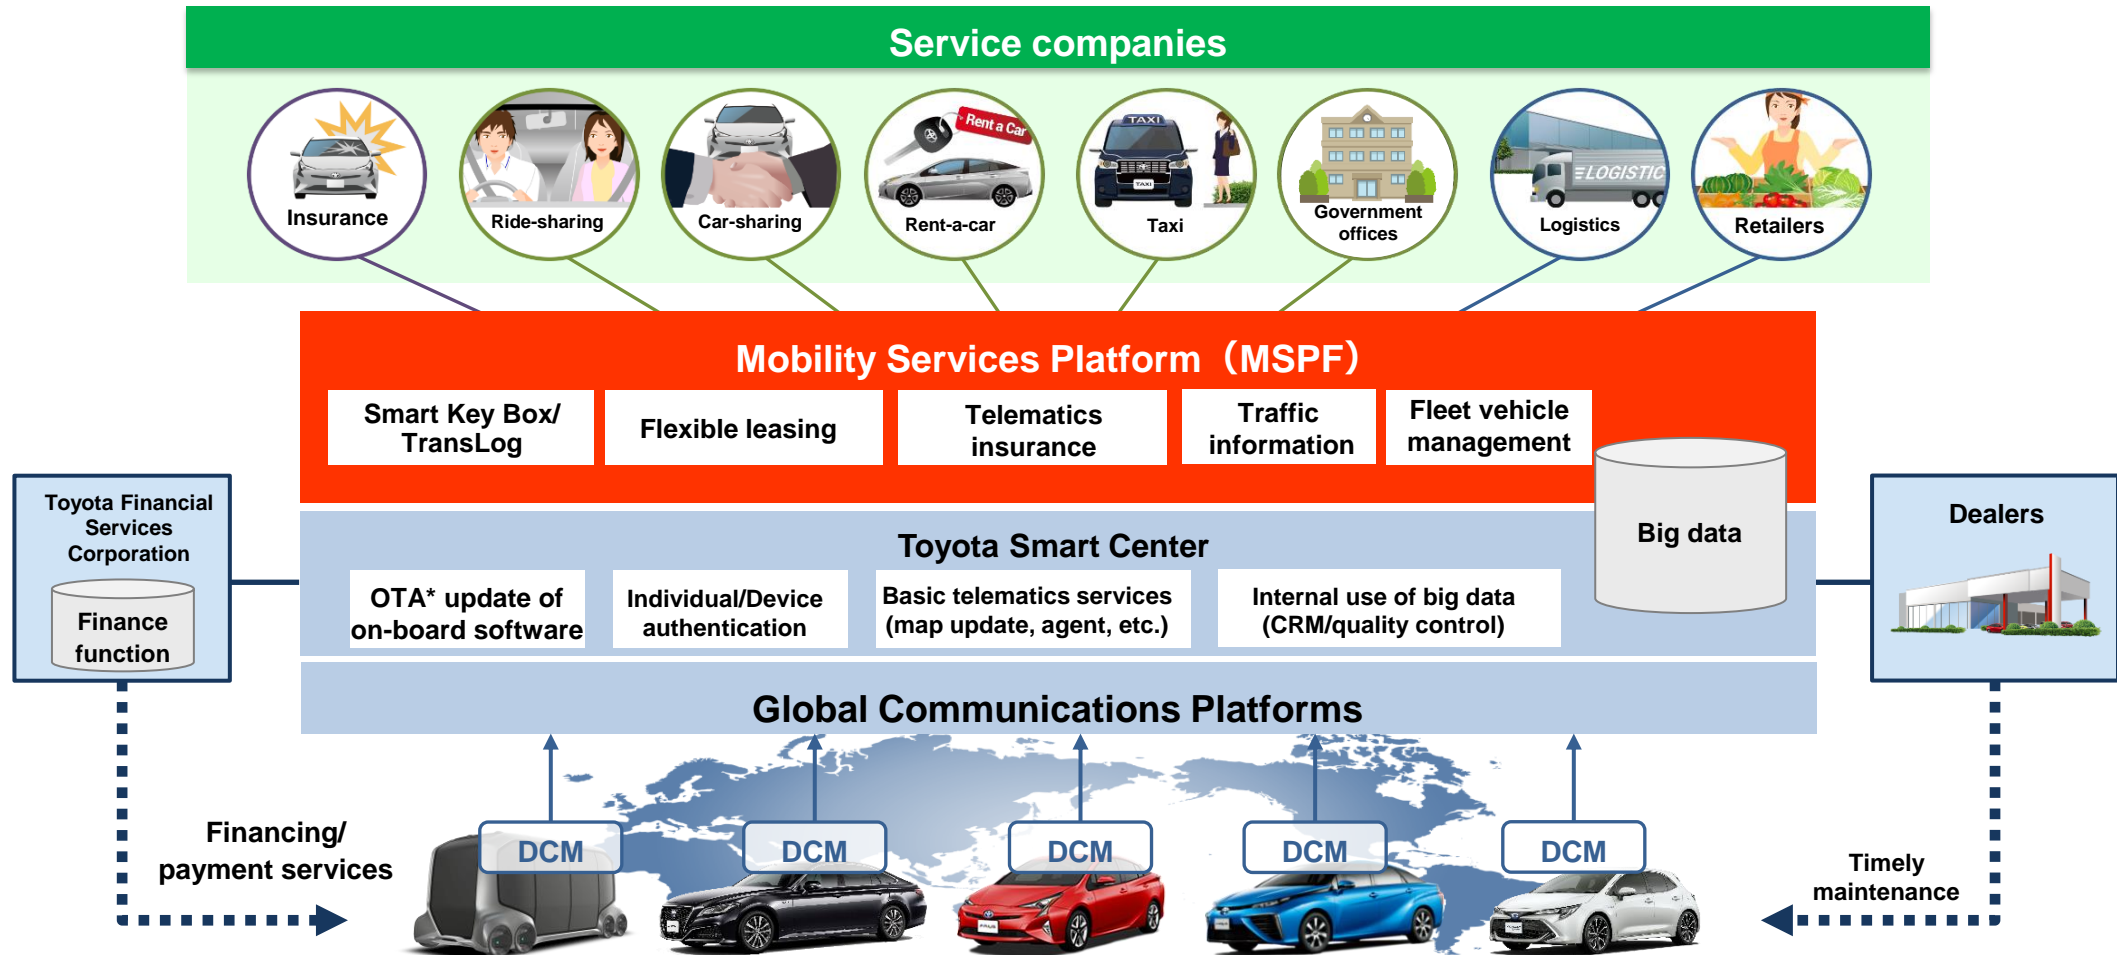 Service companies
Rent a Car
TAXI
TAXI
LOGISTIC
Insurance
Ride-sharing
Car-sharing
Rent-a-car
Taxi
Government
offices
Logistics
Retailers
Mobility Services Platform（MSPF）
Smart Key Box/
TransLog
Flexible leasing
Telematics
insurance
Traffic
information
Fleet vehicle
management
Big data
Toyota Financial
Services
Corporation
Finance
function
Dealers
Toyota Smart Center
OTA* update of
on-board software
Individual/Device
authentication
Basic telematics services
(map update, agent, etc.)
Internal use of big data
(CRM/quality control)
Global Communications Platforms
DCM
DCM
DCM
DCM
DCM
Financing/
payment services
Timely
maintenance